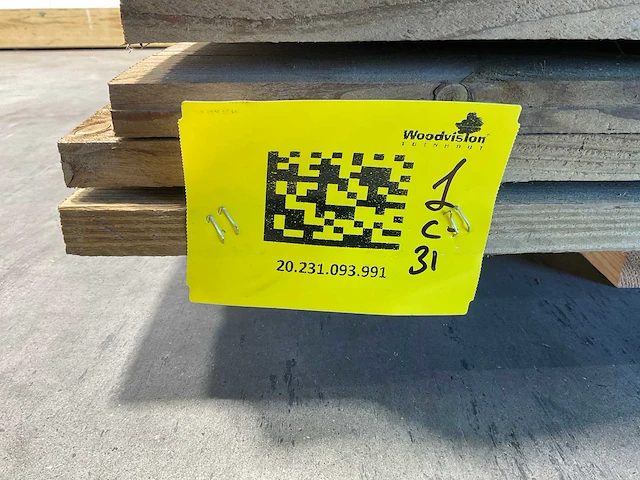 Woodvision
TUINHOUT
1
C-
31
20.231.093.991